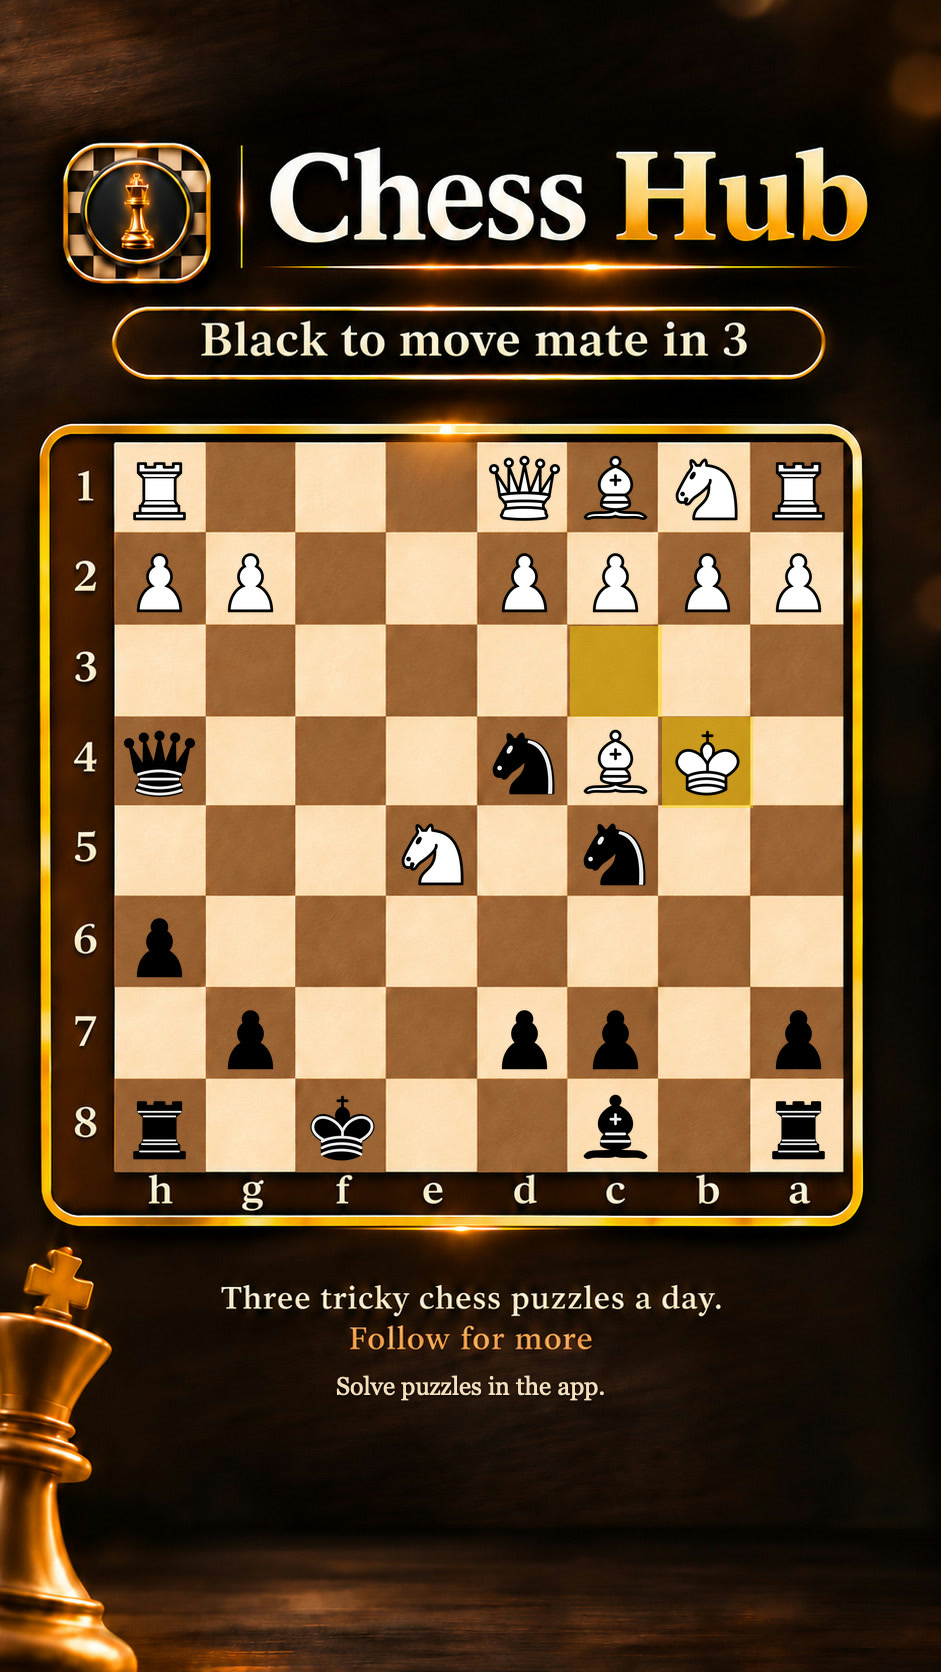 Chess Hub
Black to move mate in 3
1
2
3
4
5
6
7
8
h g f e d c b a
Three tricky chess puzzles a day.
Follow for more
Solve puzzles in the app.